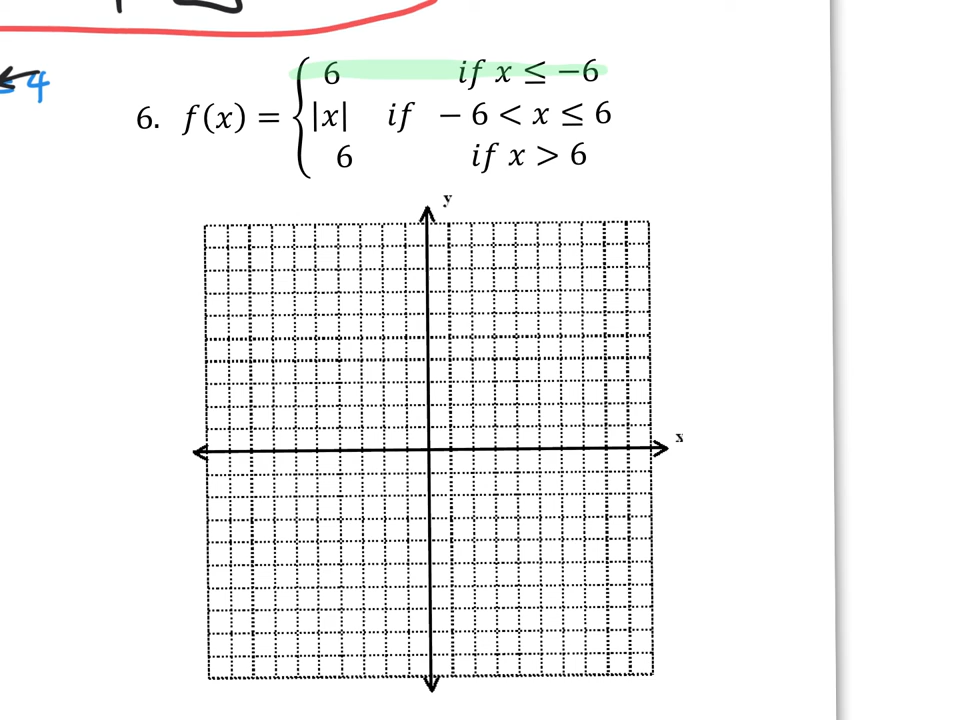 4
6. f(x) = { 6 if x ≤ −6
|x| if − 6 < x ≤ 6
6 if x > 6
y
x